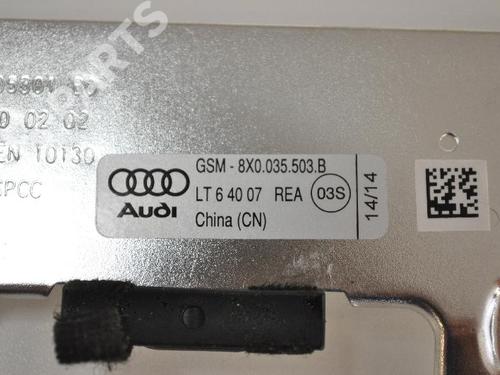 PARTS
0 02 02
EN 10130
GSM - 8X0.035.503.B
LT 6 40 07 REA 03S
Audi
China (CN)
14/14